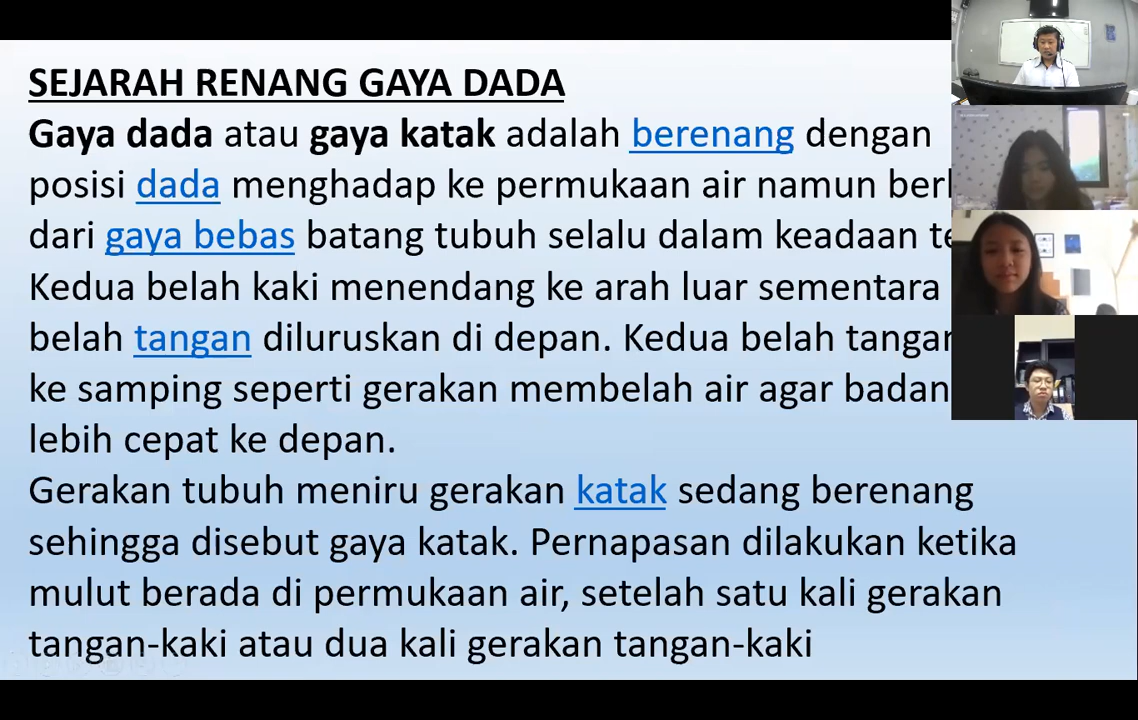 SEJARAH RENANG GAYA DADA
Gaya dada atau gaya katak adalah berenang dengan
posisi dada menghadap ke permukaan air namun
dari gaya bebas batang tubuh selalu dalam keadaan
Kedua belah kaki menendang ke arah luar sementara
belah tangan diluruskan di depan. Kedua belah tangan
ke samping seperti gerakan membelah air agar badan
lebih cepat ke depan.
Gerakan tubuh meniru gerakan katak sedang berenang
sehingga disebut gaya katak. Pernapasan dilakukan ketika
mulut berada di permukaan air, setelah satu kali gerakan
tangan-kaki atau dua kali gerakan tangan-kaki